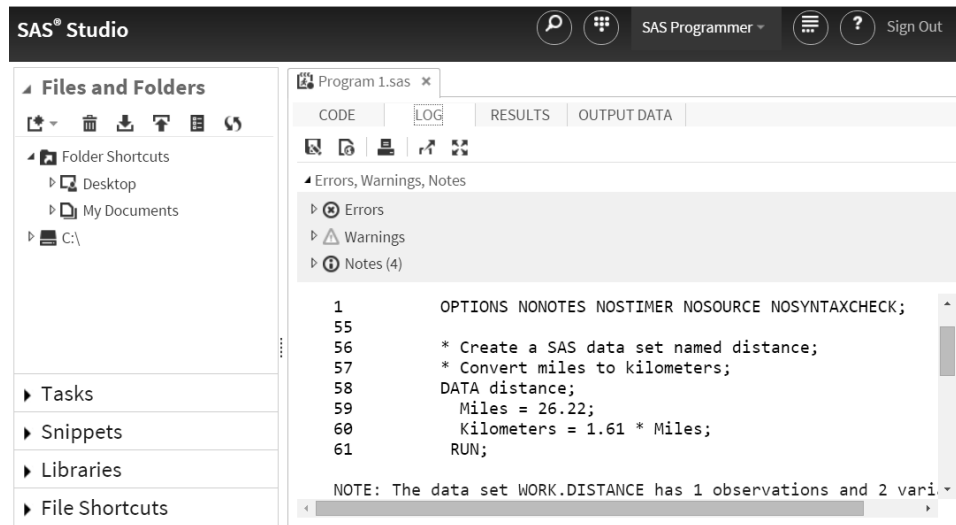 SAS® Studio
SAS Programmer
?
Sign Out
Files and Folders
Folder Shortcuts
Desktop
My Documents
C:\
Tasks
Snippets
Libraries
File Shortcuts
Program 1.sas ×
CODE LOG RESULTS OUTPUT DATA
Errors, Warnings, Notes
Errors
Warnings
Notes (4)
1 OPTIONS NONOTES NOSTIMER NOSOURCE NOSYNTAXCHECK;
55
56 * Create a SAS data set named distance;
57 * Convert miles to kilometers;
58 DATA distance;
59 Miles = 26.22;
60 Kilometers = 1.61 * Miles;
61 RUN;
NOTE: The data set WORK.DISTANCE has 1 observations and 2 vari